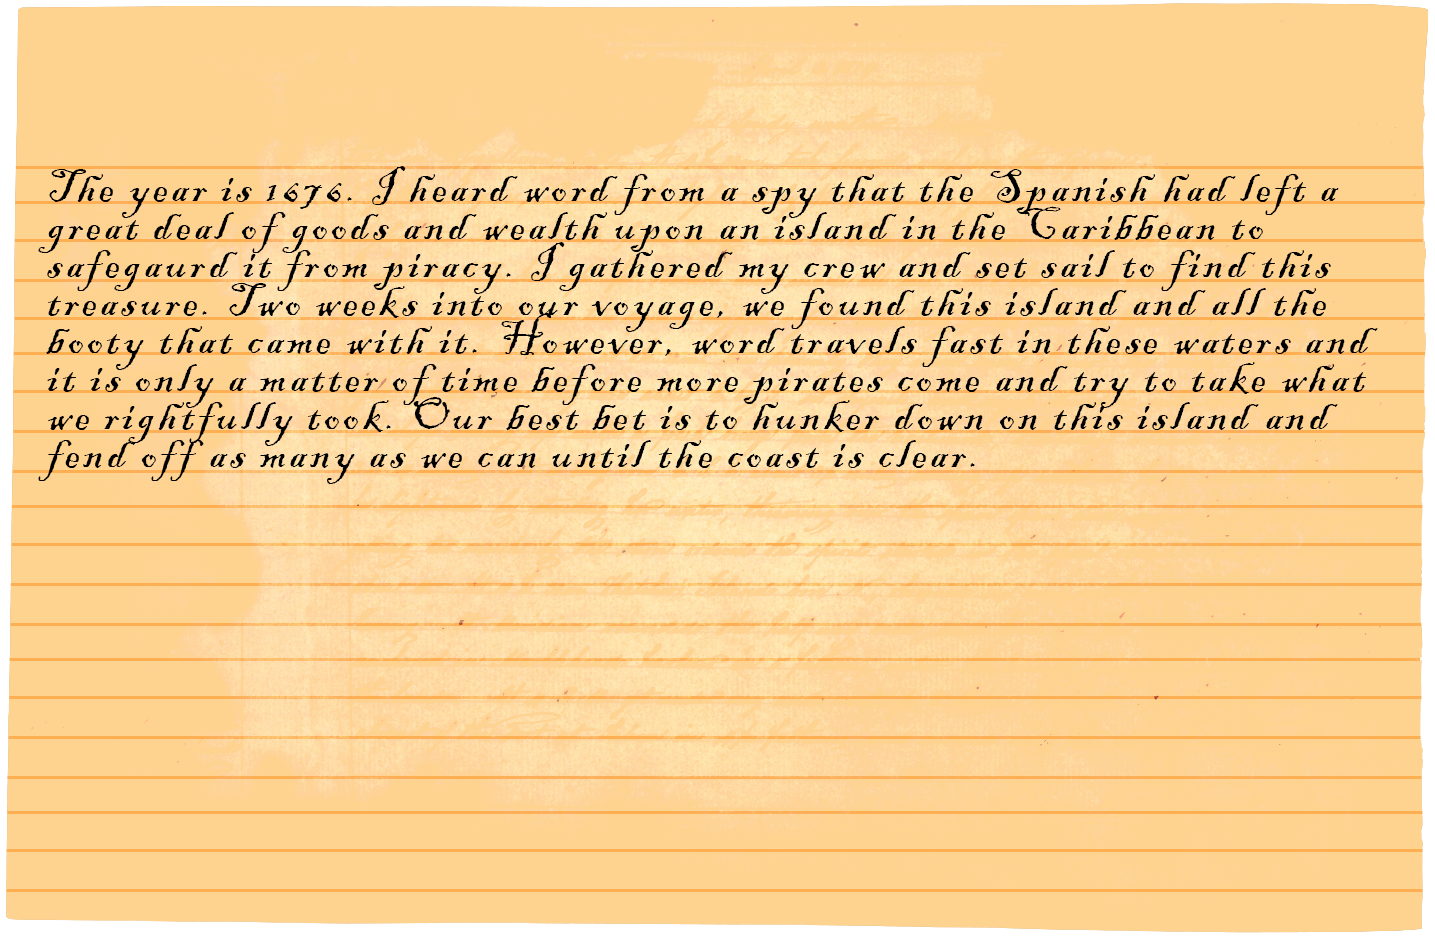 The year is 1676. I heard word from a spy that the Spanish had left a
great deal of goods and wealth upon an island in the Caribbean to
safegaurd it from piracy. I gathered my crew and set sail to find this
treasure. Two weeks into our voyage, we found this island and all the
booty that came with it. However, word travels fast in these waters and
it is only a matter of time before more pirates come and try to take what
we rightfully took. Our best bet is to hunker down on this island and
fend off as many as we can until the coast is clear.